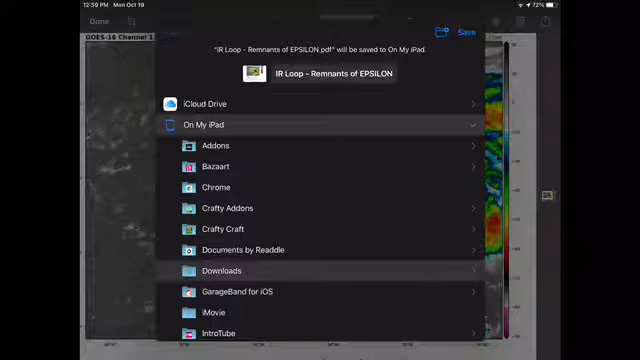 12:59 PM Mon Oct 19
72%
Done
GOES-16 Channel 1
Save
"IR Loop - Remnants of EPSILON.pdf" will be saved to On My iPad.
IR Loop - Remnants of EPSILON
iCloud Drive
On My iPad
Addons
Bazaart
Chrome
Crafty Addons
Crafty Craft
Documents by Readdle
Downloads
GarageBand for iOS
iMovie
IntroTube